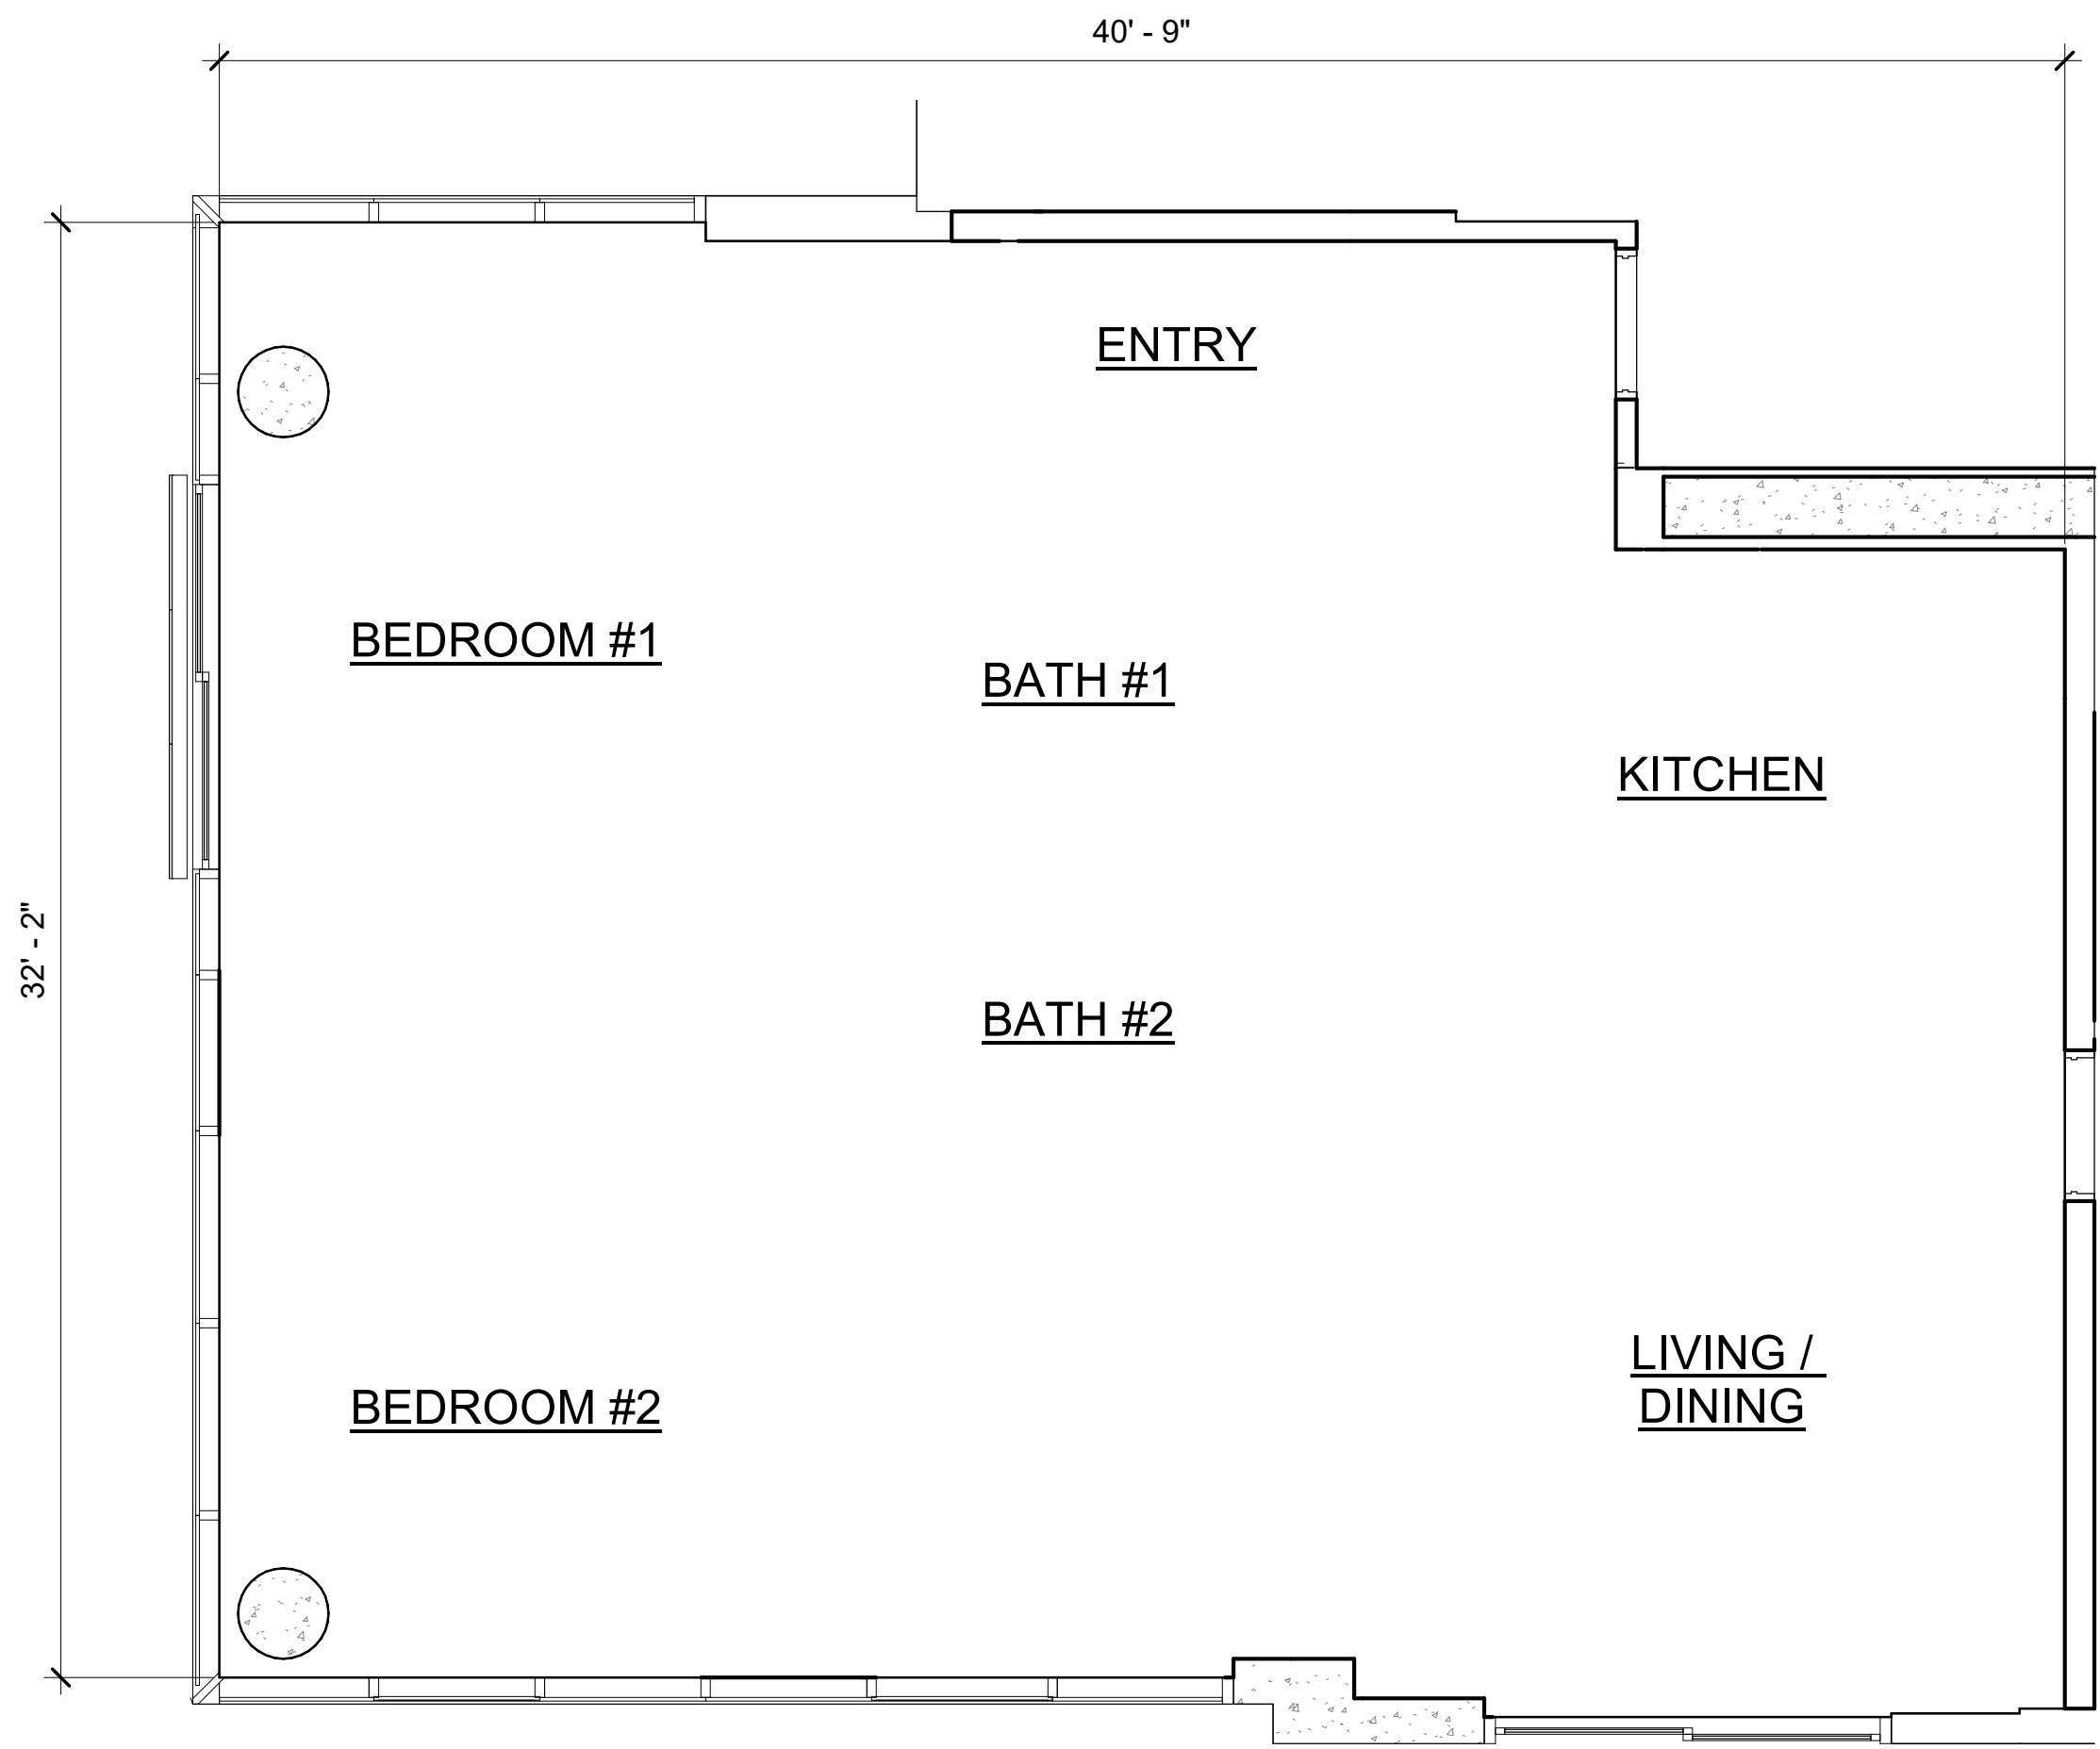 40' - 9"
ENTRY
BEDROOM #1
BATH #1
KITCHEN
32' - 2"
BATH #2
LIVING /
DINING
BEDROOM #2